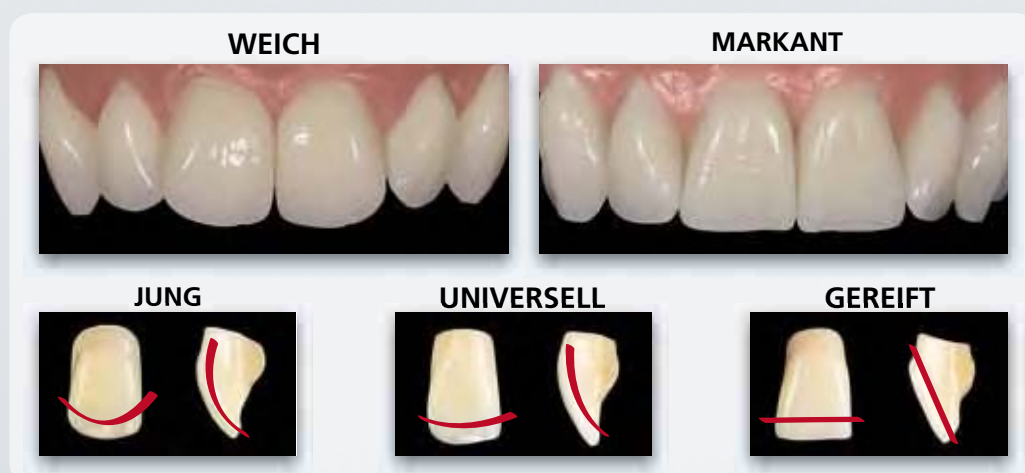 WEICH
MARKANT
JUNG
UNIVERSELL
GEREIFT